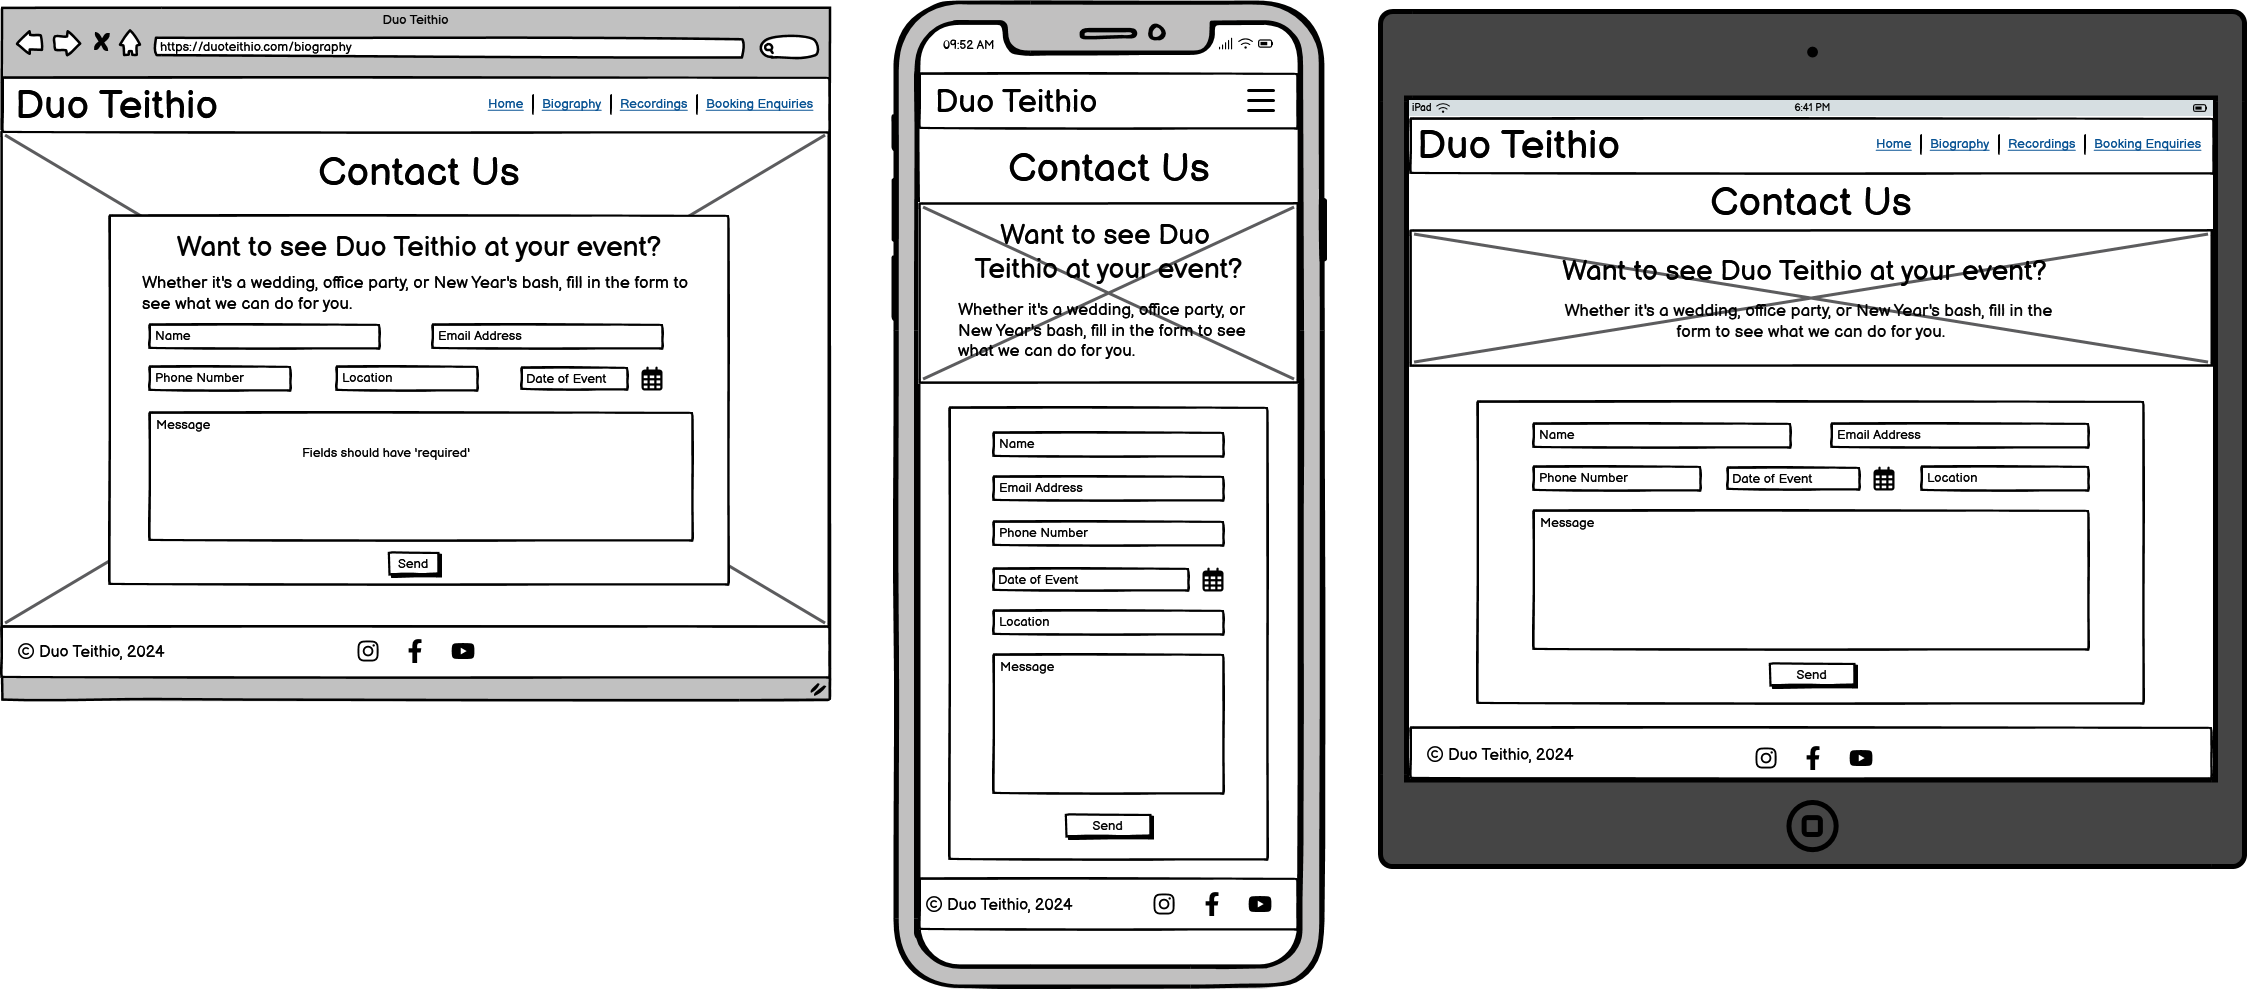 Duo Teithio
https://duoteithio.com/biography
Duo Teithio
Home Biography Recordings Booking Enquiries
Contact Us
Want to see Duo Teithio at your event?
Whether it's a wedding, office party, or New Year's bash, fill in the form to
see what we can do for you.
Name Email Address
Phone Number Location Date of Event
Message
Fields should have 'required'
Send
© Duo Teithio, 2024
09:52 AM
Duo Teithio
Contact Us
Want to see Duo
Teithio at your event?
Whether it's a wedding, office party, or
New Year's bash, fill in the form to see
what we can do for you.
Name
Email Address
Phone Number
Date of Event
Location
Message
Send
© Duo Teithio, 2024
iPad 6:41 PM
Duo Teithio
Home Biography Recordings Booking Enquiries
Contact Us
Want to see Duo Teithio at your event?
Whether it's a wedding, office party, or New Year's bash, fill in the
form to see what we can do for you.
Name Email Address
Phone Number Date of Event Location
Message
Send
© Duo Teithio, 2024